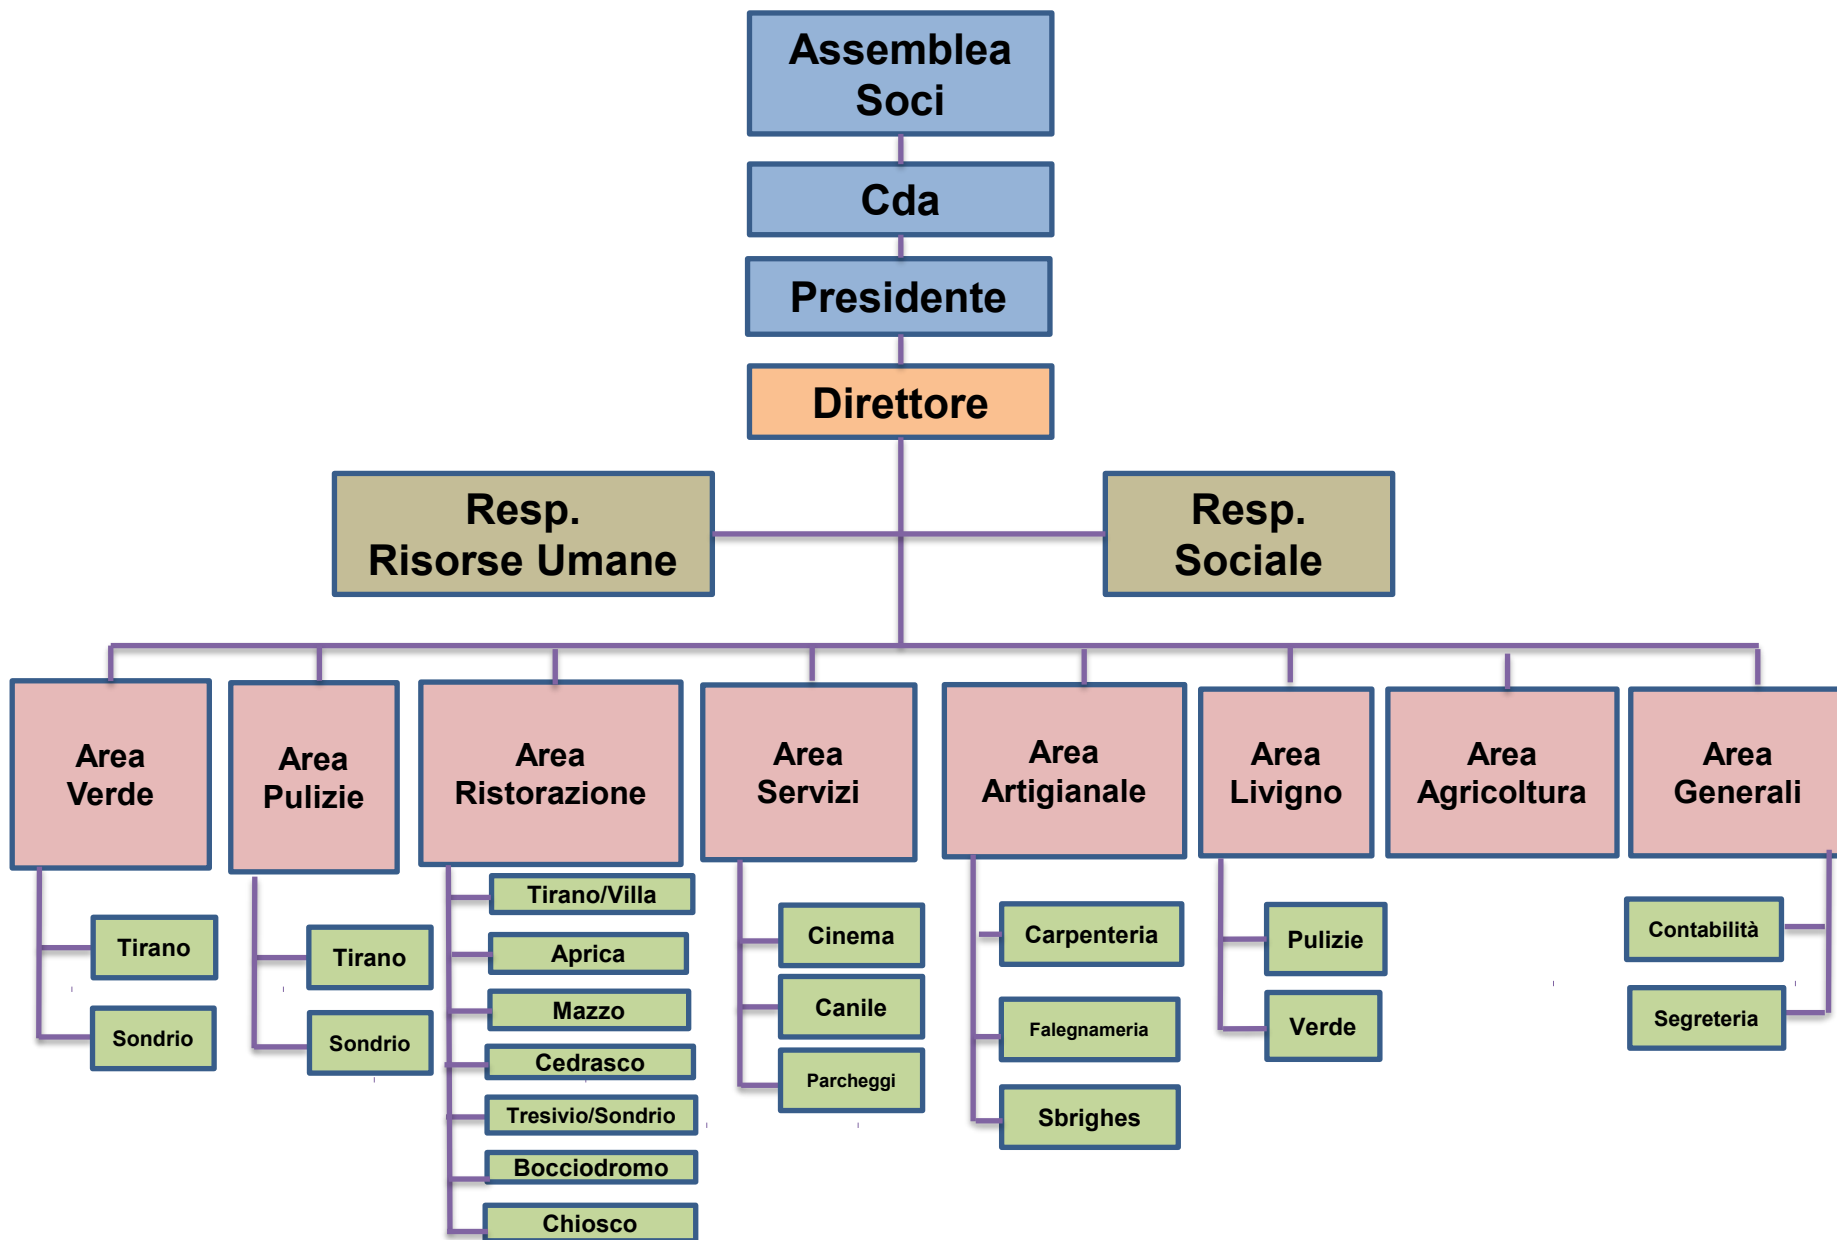 Assemblea
Soci
Cda
Presidente
Direttore
Resp.
Risorse Umane
Resp.
Sociale
Area
Verde
Area
Pulizie
Area
Ristorazione
Area
Servizi
Area
Artigianale
Area
Livigno
Area
Agricoltura
Area
Generali
Tirano
Sondrio
Tirano
Sondrio
Tirano/Villa
Aprica
Mazzo
Cedrasco
Tresivio/Sondrio
Bocciodromo
Chiosco
Cinema
Canile
Parcheggi
Carpenteria
Falegnameria
Sbrighes
Pulizie
Verde
Contabilità
Segreteria